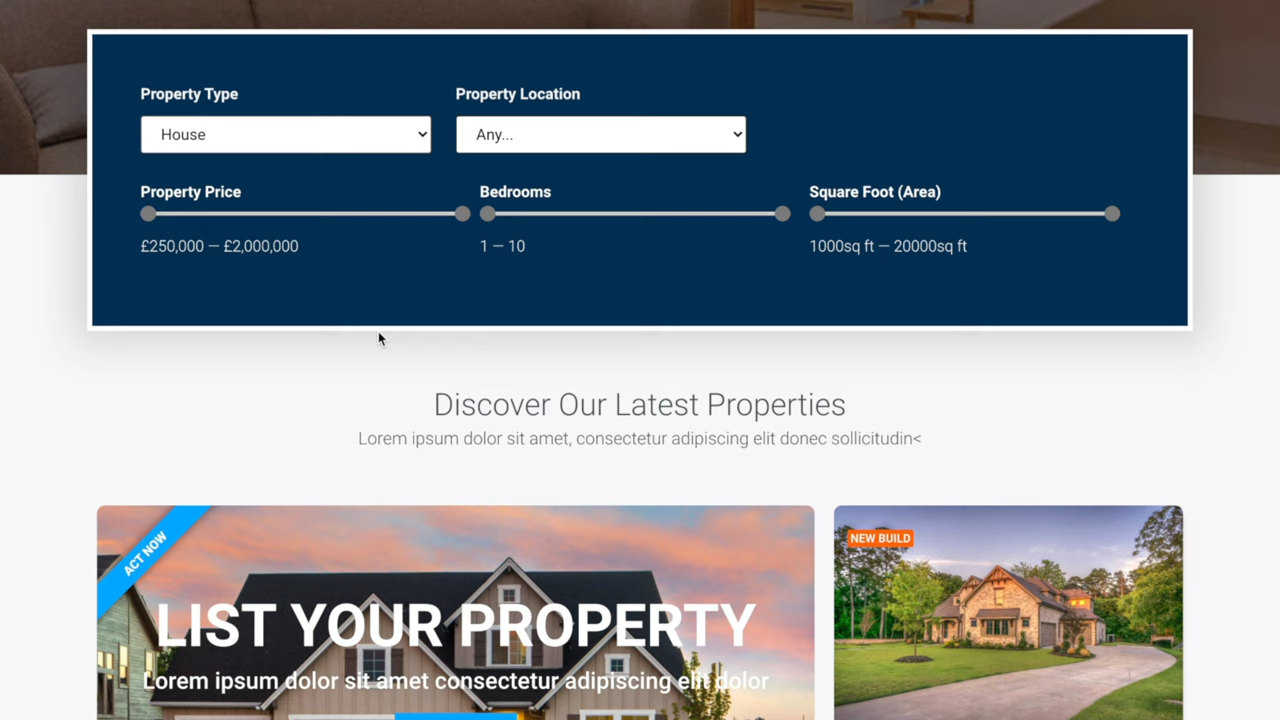 Property Type
Property Location
House
Any...
Property Price
Bedrooms
Square Foot (Area)
£250,000 — £2,000,000
1 — 10
1000sq ft — 20000sq ft
Discover Our Latest Properties
Lorem ipsum dolor sit amet, consectetur adipiscing elit donec sollicitudin<
ACT NOW
NEW BUILD
LIST YOUR PROPERTY
Lorem ipsum dolor sit amet consectetur adipiscing elit dolor